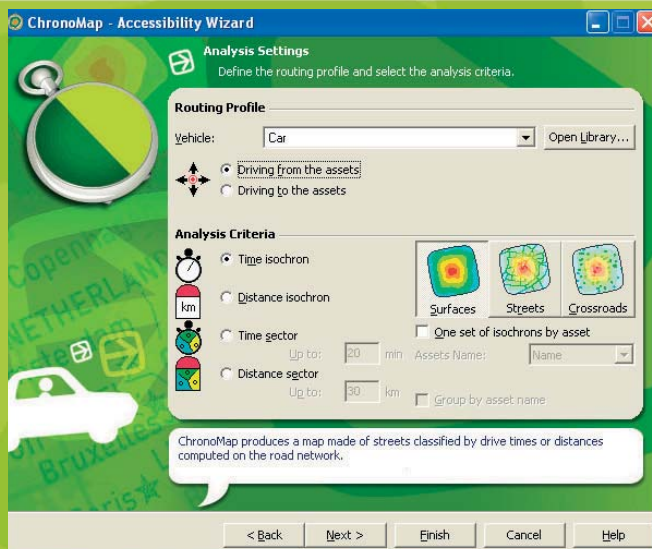 ChronoMap - Accessibility Wizard
Analysis Settings
Define the routing profile and select the analysis criteria.
Routing Profile
Vehicle: Car Open Library...
Driving from the assets
Driving to the assets
Analysis Criteria
Time isochron
km Distance isochron
Surfaces Streets Crossroads
Time sector
One set of isochrons by asset
Up to: 20 min Assets Name: Name
Distance sector
Up to: 30 km Group by asset name
ChronoMap produces a map made of streets classified by drive times or distances
computed on the road network.
< Back Next > Finish Cancel Help